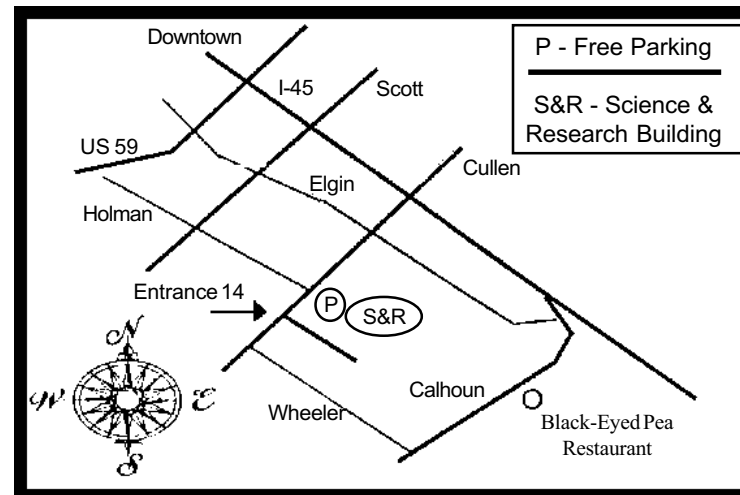 Downtown
I-45
Scott
US 59
Elgin
Cullen
Holman
Entrance 14
P
S&R
Wheeler
Calhoun
Black-Eyed Pea
Restaurant
P - Free Parking
S&R - Science &
Research Building
N
W
E
S